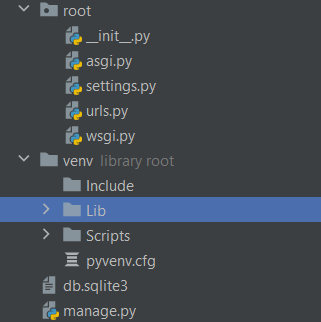 root
__init__.py
asgi.py
settings.py
urls.py
wsgi.py
venv library root
Include
Lib
Scripts
pyvenv.cfg
db.sqlite3
manage.py